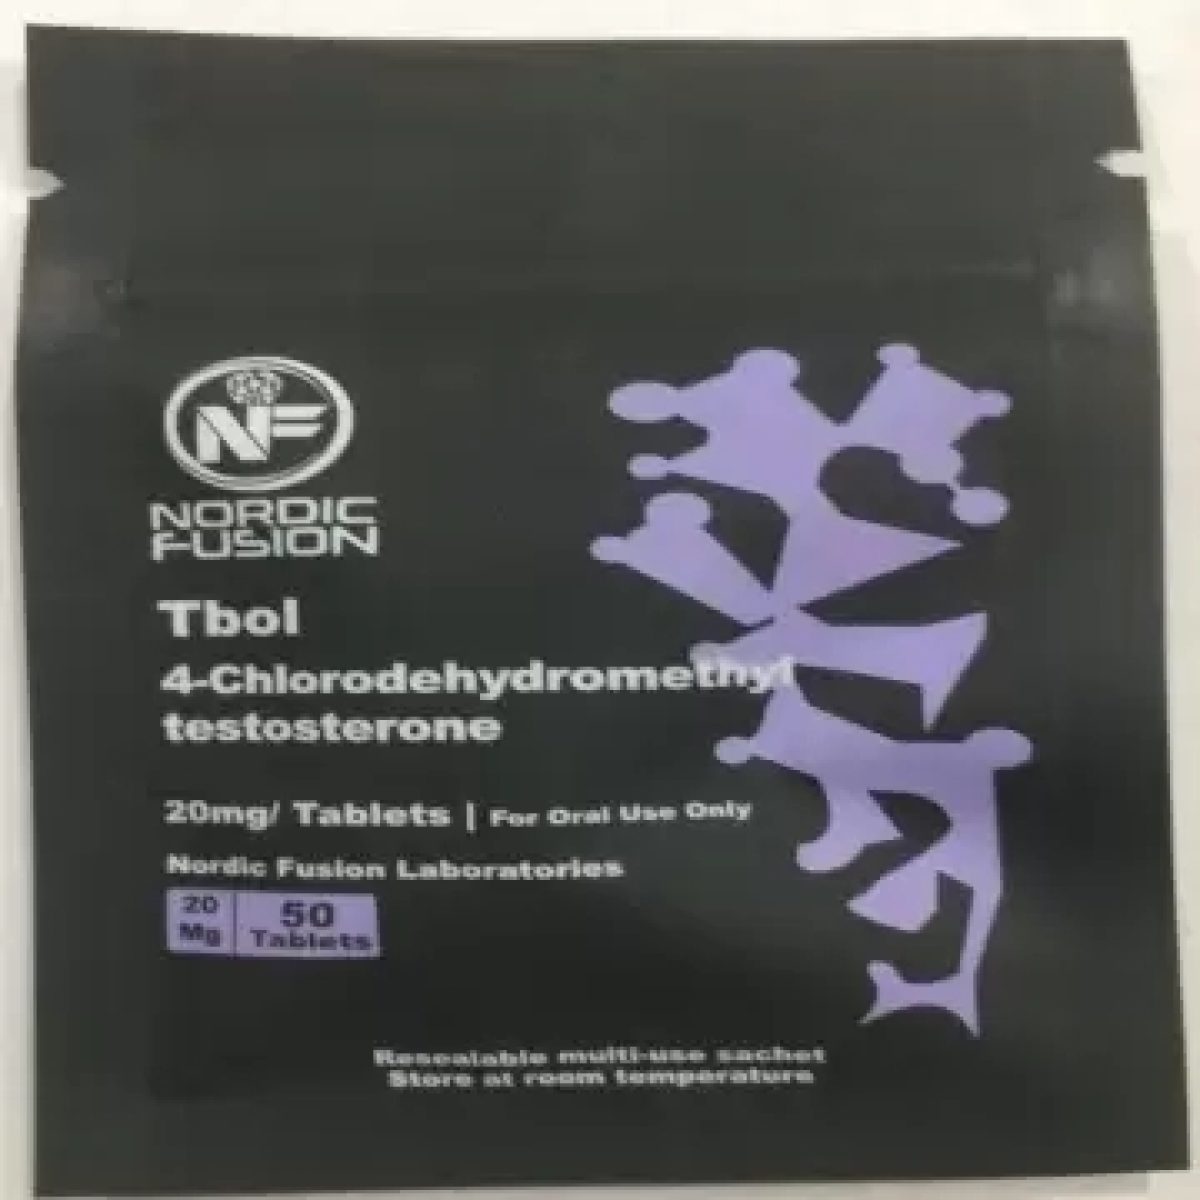 NF
NORDIC
FUSION
Tbol
4-Chlorodehydromethyl
testosterone
20mg/ Tablets | For Oral Use Only
Nordic Fusion Laboratories
20 Mg
50 Tablets
Resealable multi-use sachet
Store at room temperature